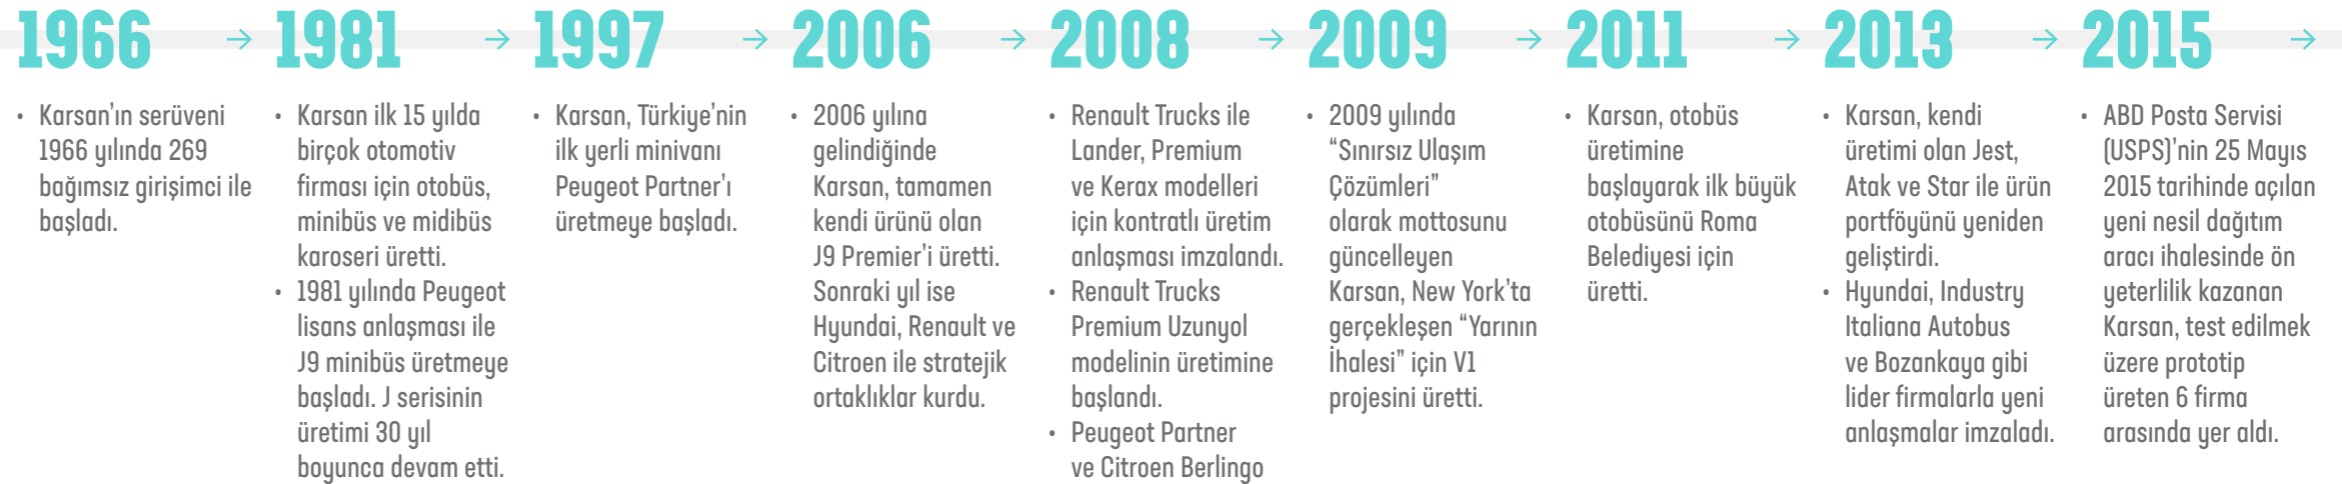 1966
Karsan’ın serüveni
1966 yılında 269
bağımsız girişimci ile
başladı.
1981
Karsan ilk 15 yılda
birçok otomotiv
firması için otobüs,
minibüs ve midibüs
karoseri üretti.
1981 yılında Peugeot
lisans anlaşması ile
J9 minibüs üretmeye
başladı. J serisinin
üretimi 30 yıl
boyunca devam etti.
1997
Karsan, Türkiye’nin
ilk yerli minivanı
Peugeot Partner’ı
üretmeye başladı.
2006
2006 yılına
gelindiğinde
Karsan, tamamen
kendi ürünü olan
J9 Premier’i üretti.
Sonraki yıl ise
Hyundai, Renault ve
Citroen ile stratejik
ortaklıklar kurdu.
2008
Renault Trucks ile
Lander, Premium
ve Kerax modelleri
için kontratlı üretim
anlaşması imzalandı.
Renault Trucks
Premium Uzunyol
modelinin üretimine
başlandı.
Peugeot Partner
ve Citroen Berlingo
2009
2009 yılında
“Sınırsız Ulaşım
Çözümleri”
olarak mottosunu
güncelleyen
Karsan, New York’ta
gerçekleşen “Yarının
İhalesi” için V1
projesini üretti.
2011
Karsan, otobüs
üretimine
başlayarak ilk büyük
otobüsünü Roma
Belediyesi için
üretti.
2013
Karsan, kendi
üretimi olan Jest,
Atak ve Star ile ürün
portföyünü yeniden
geliştirdi.
Hyundai, Industry
Italiana Autobus
ve Bozankaya gibi
lider firmalarla yeni
anlaşmalar imzaladı.
2015
ABD Posta Servisi
(USPS)’nin 25 Mayıs
2015 tarihinde açılan
yeni nesil dağıtım
aracı ihalesinde ön
yeterlilik kazanan
Karsan, test edilmek
üzere prototip
üreten 6 firma
arasında yer aldı.